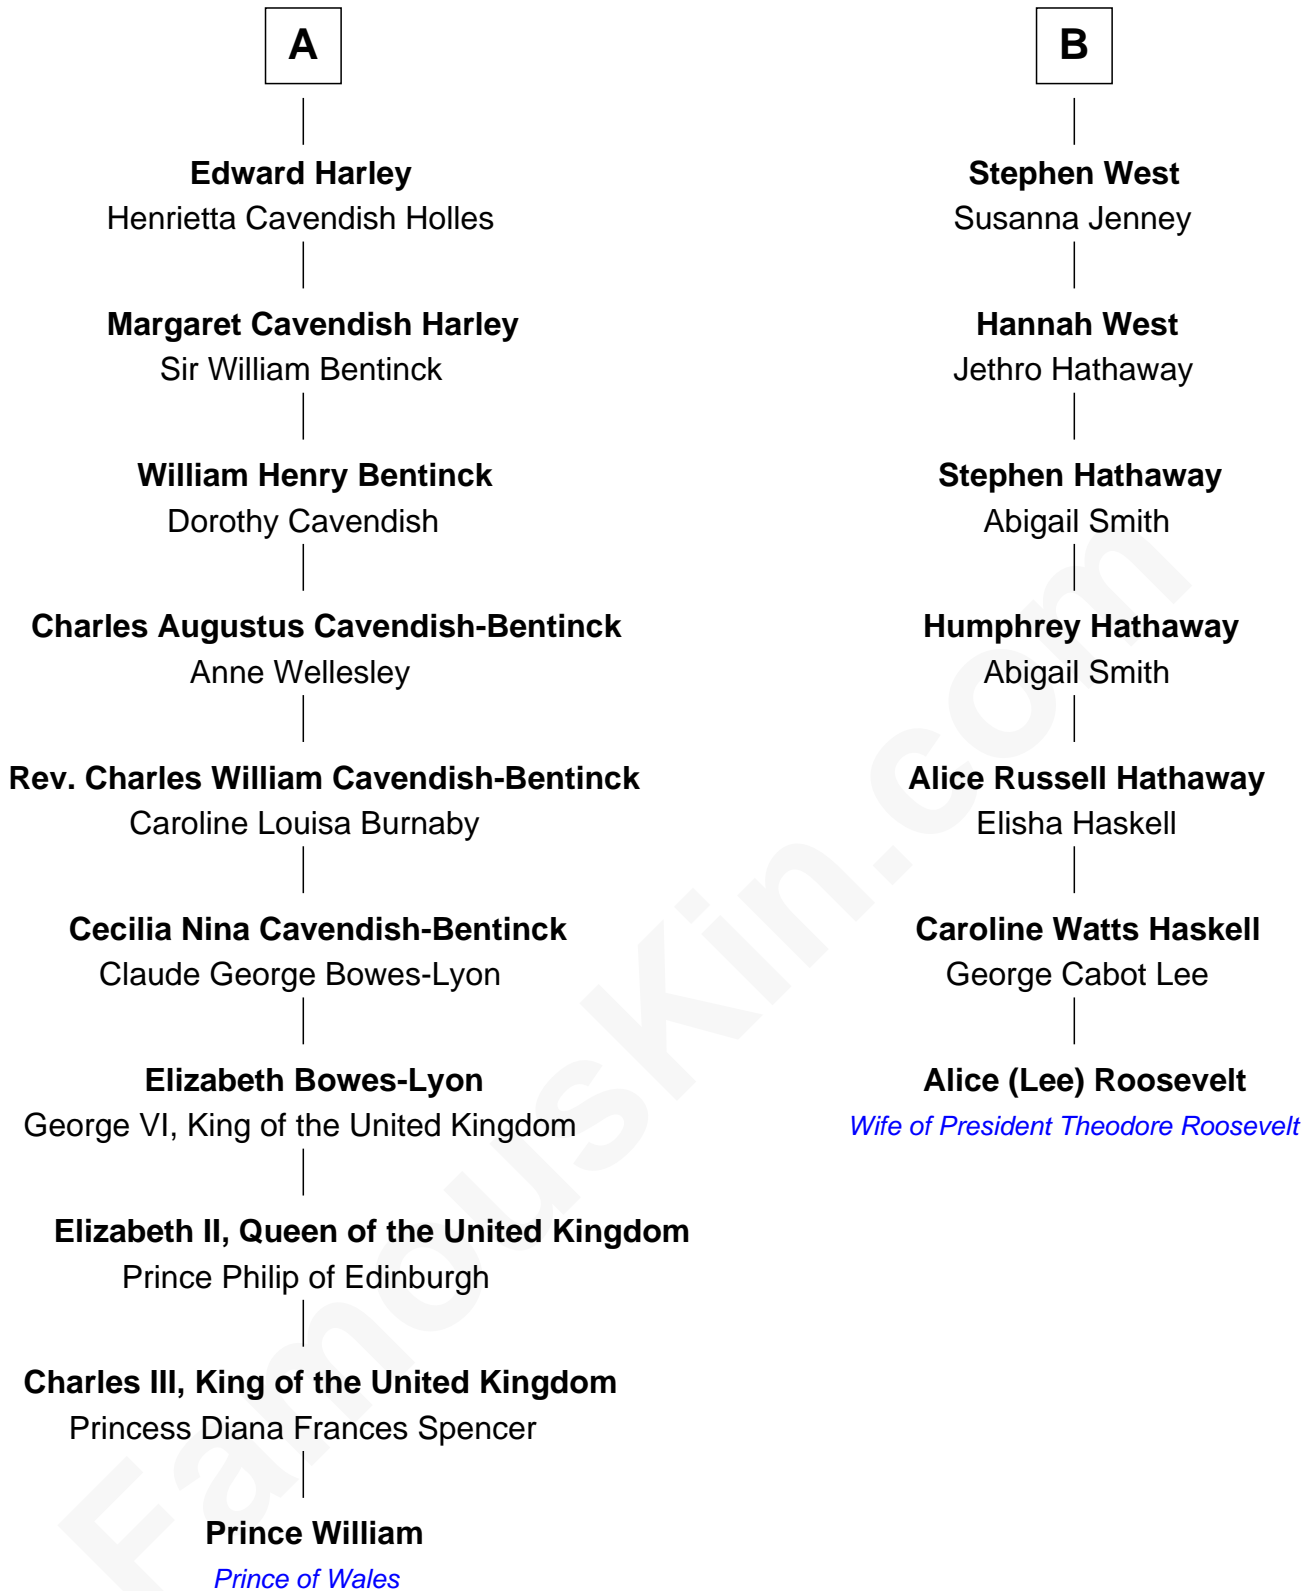 A
Edward Harley
Henrietta Cavendish Holles
Margaret Cavendish Harley
Sir William Bentinck
William Henry Bentinck
Dorothy Cavendish
Charles Augustus Cavendish-Bentinck
Anne Wellesley
Rev. Charles William Cavendish-Bentinck
Caroline Louisa Burnaby
Cecilia Nina Cavendish-Bentinck
Claude George Bowes-Lyon
Elizabeth Bowes-Lyon
George VI, King of the United Kingdom
Elizabeth II, Queen of the United Kingdom
Prince Philip of Edinburgh
Charles III, King of the United Kingdom
Princess Diana Frances Spencer
Prince William
Prince of Wales
B
Stephen West
Susanna Jenney
Hannah West
Jethro Hathaway
Stephen Hathaway
Abigail Smith
Humphrey Hathaway
Abigail Smith
Alice Russell Hathaway
Elisha Haskell
Caroline Watts Haskell
George Cabot Lee
Alice (Lee) Roosevelt
Wife of President Theodore Roosevelt
FamousKin.com